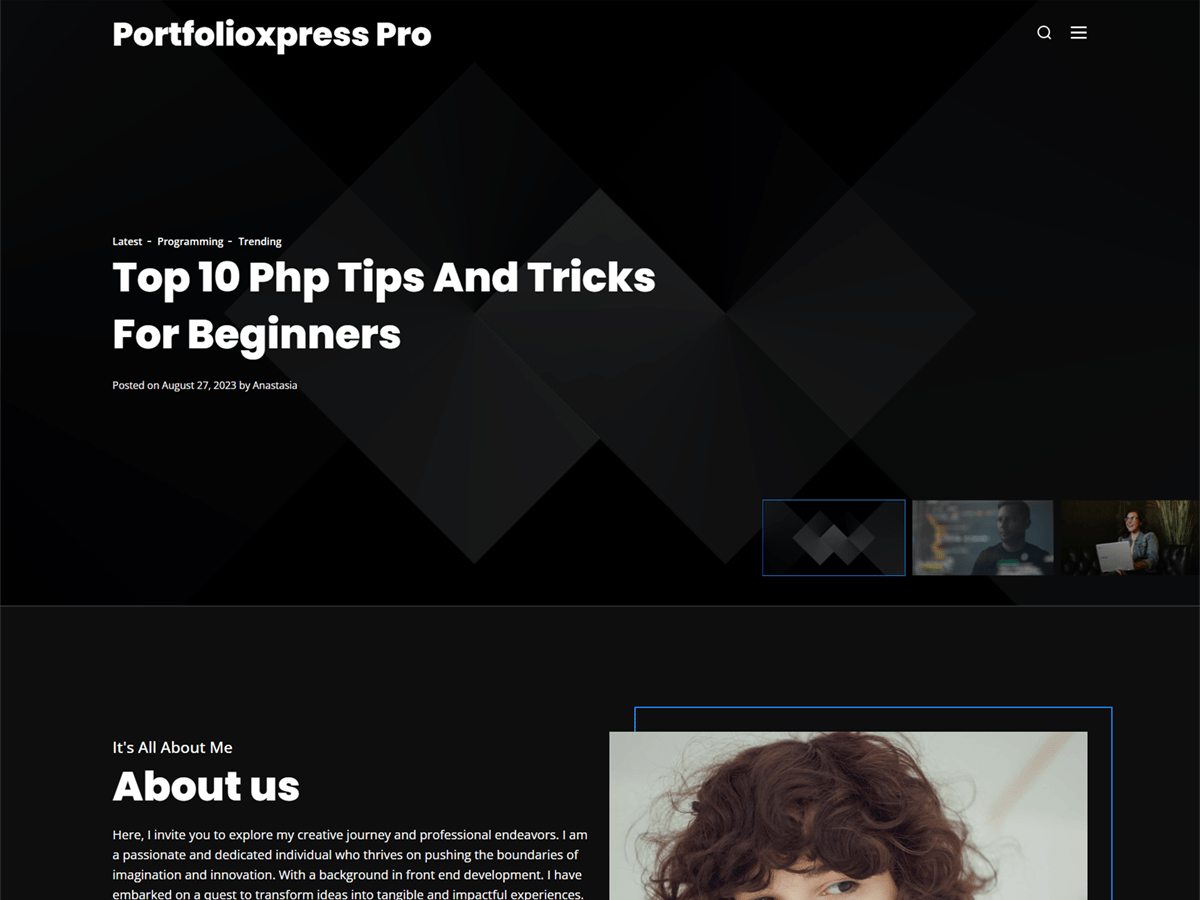 Portfolioxpress Pro
Latest - Programming - Trending
Top 10 Php Tips And Tricks
For Beginners
Posted on August 27, 2023 by Anastasia
It's All About Me
About us
Here, I invite you to explore my creative journey and professional endeavors. I am
a passionate and dedicated individual who thrives on pushing the boundaries of
imagination and innovation. With a background in front end development. I have
embarked on a quest to transform ideas into tangible and impactful experiences.